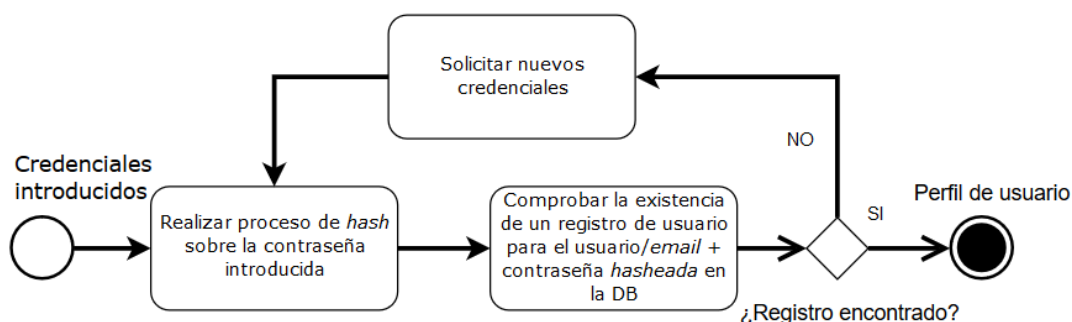 Solicitar nuevos
credenciales
NO
Credenciales
introducidos
Realizar proceso de hash
sobre la contraseña
introducida
Comprobar la existencia
de un registro de usuario
para el usuario/email +
contraseña hasheada en
la DB
SI
Perfil de usuario
¿Registro encontrado?